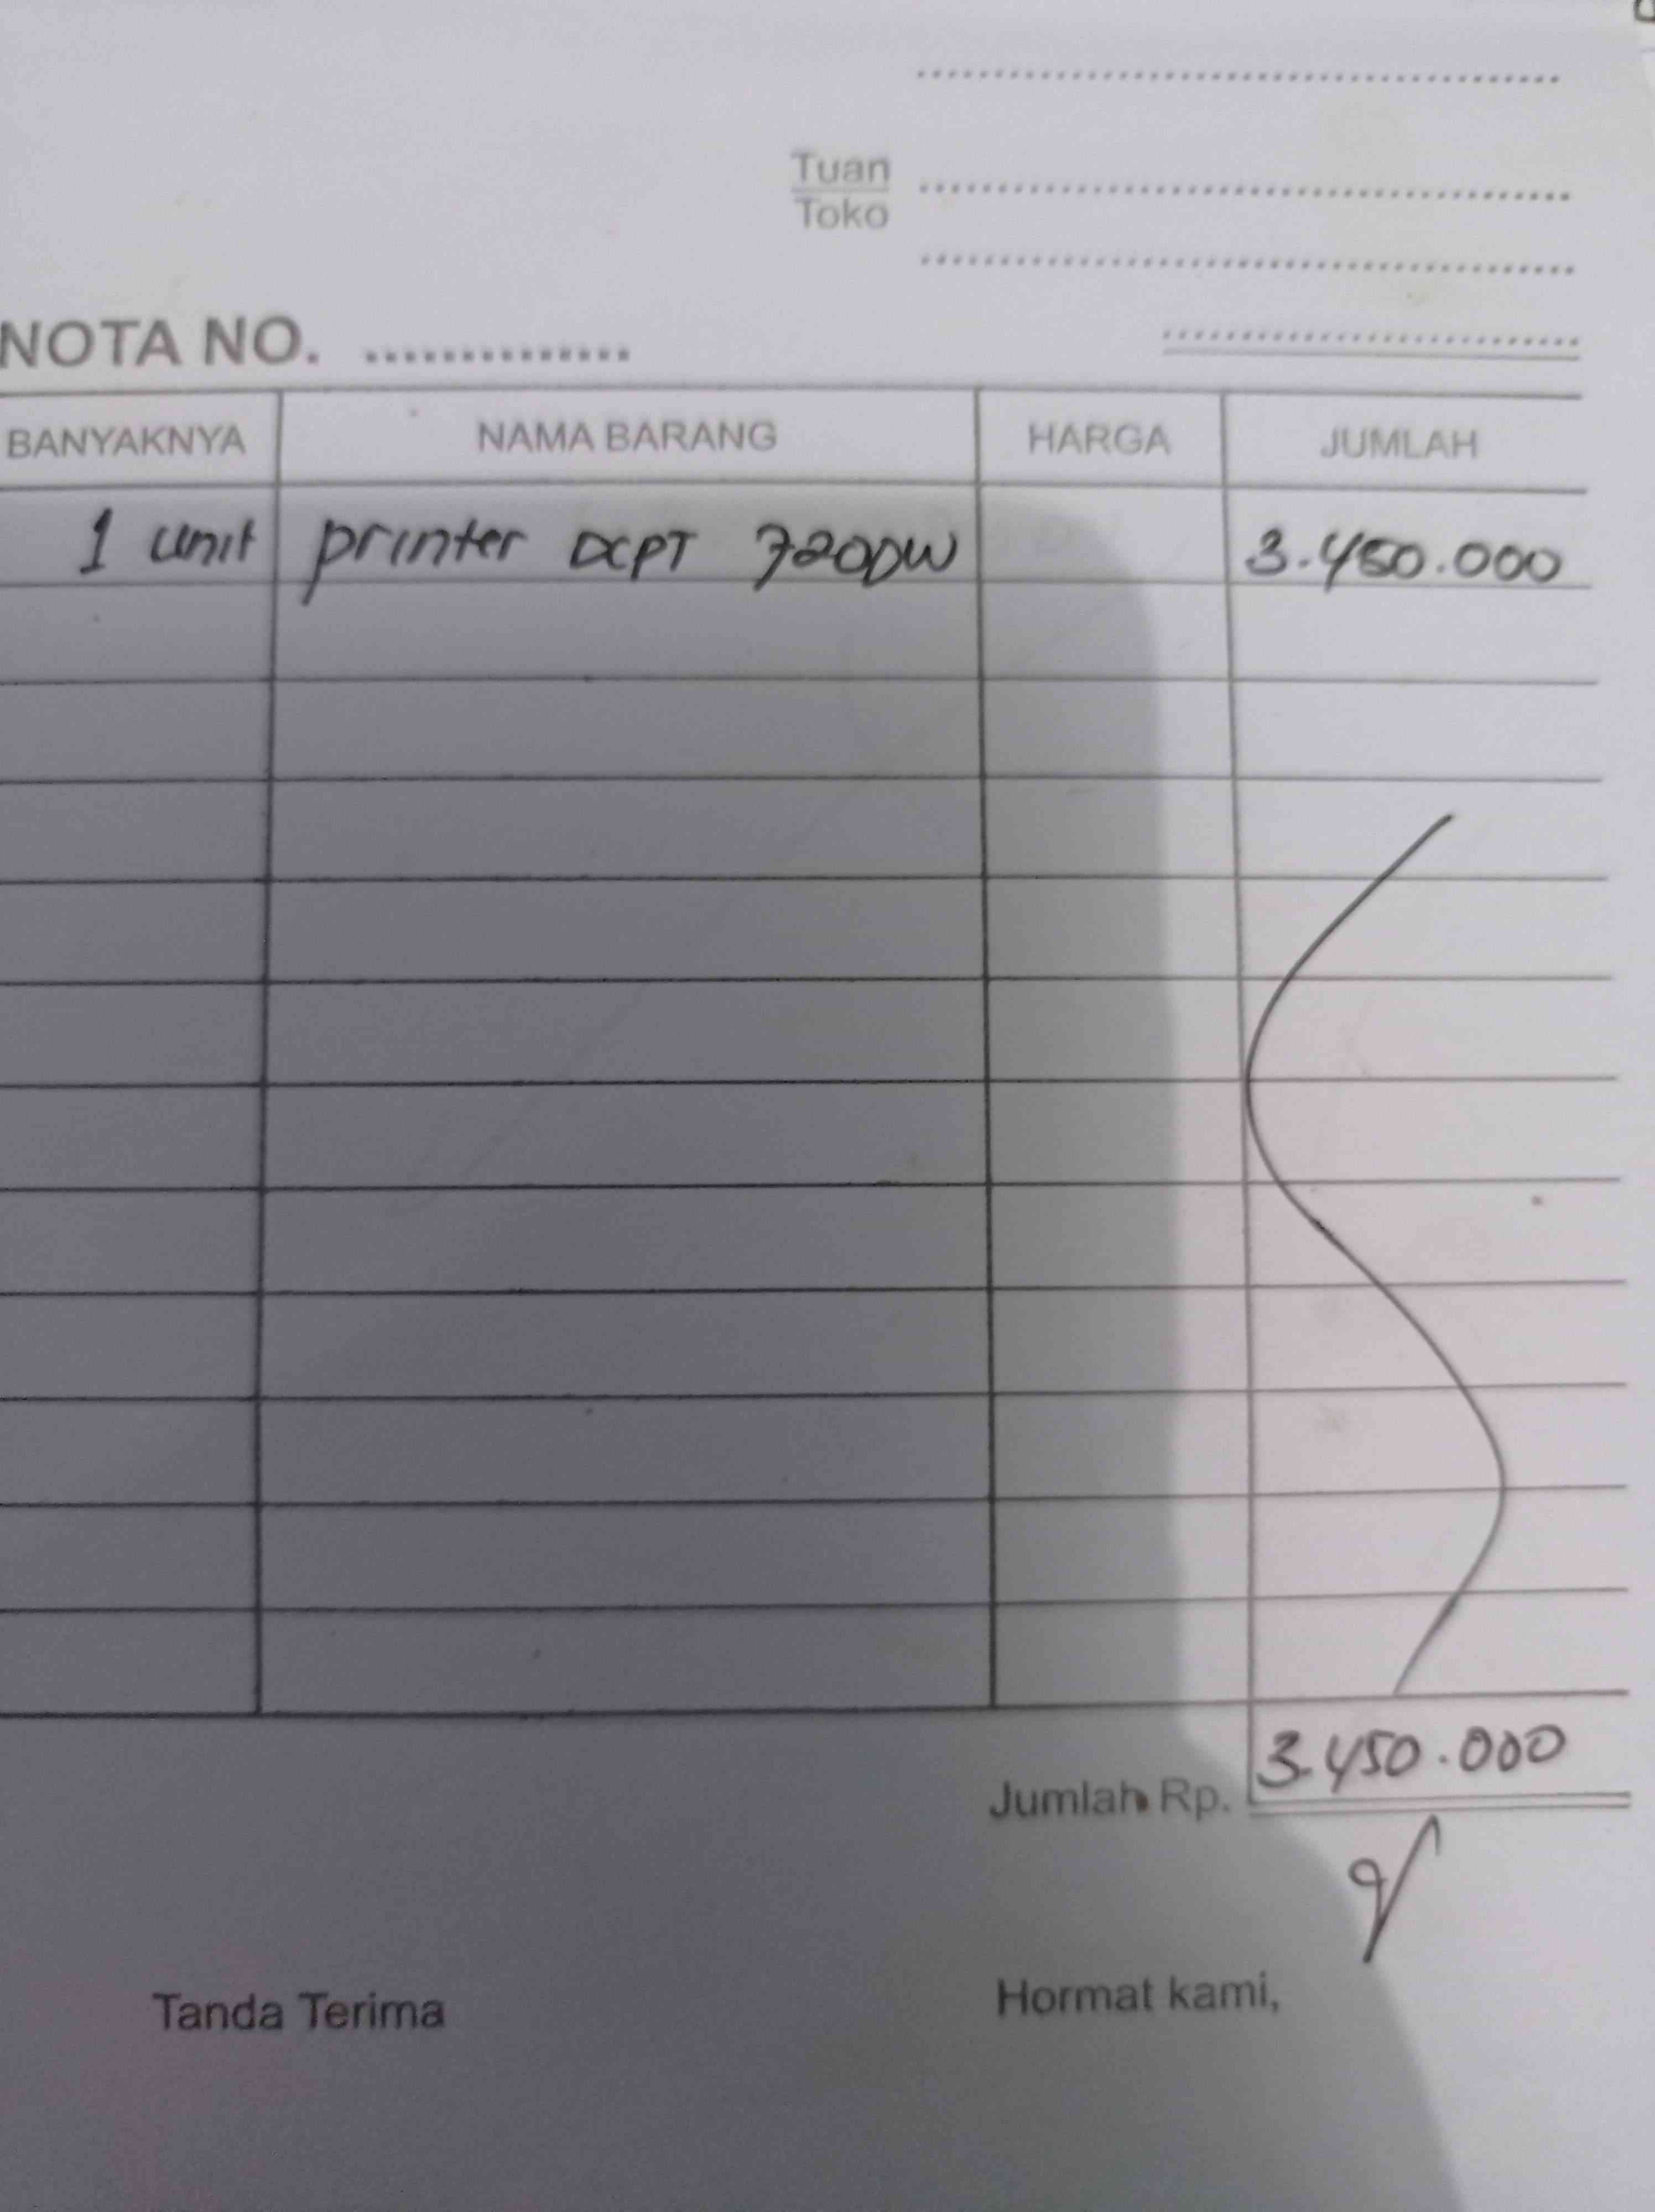 Tuan
Toko
NOTA NO. ..............
BANYAKNYA NAMA BARANG HARGA JUMLAH
1 unit printer DCPT 720DW 3.450.000
Jumlah Rp. 3.450.000
Tanda Terima Hormat kami,